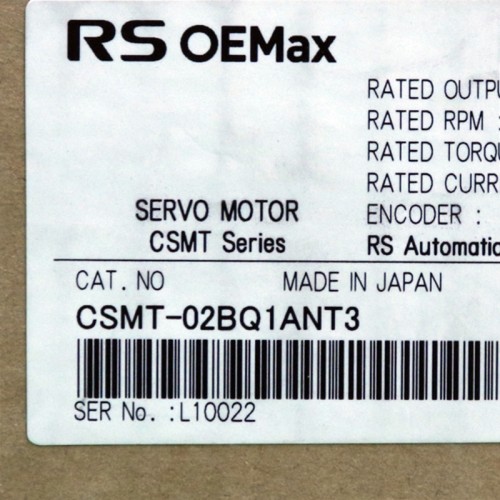 RS OEMax
RATED OUTPU
RATED RPM :
RATED TORQU
RATED CURR
SERVO MOTOR
ENCODER :
CSMT Series
RS Automatic
CAT. NO
MADE IN JAPAN
CSMT-02BQ1ANT3
SER No. :L10022